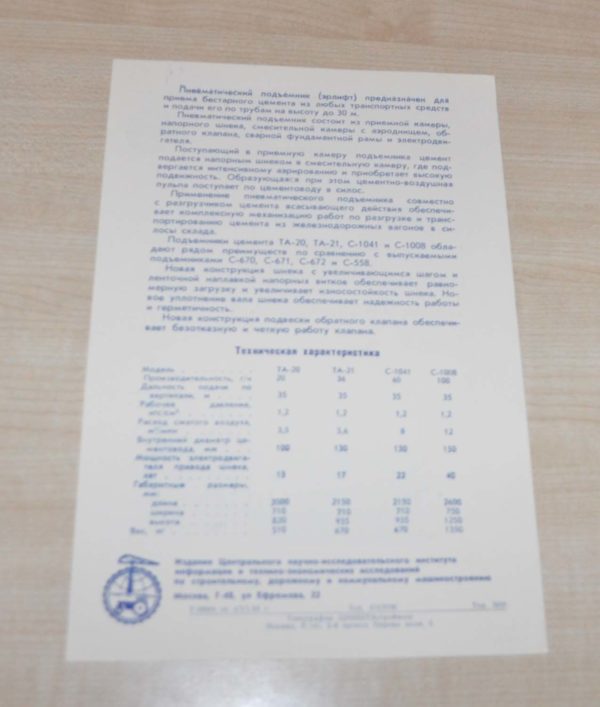 Пневматический подъемник (эрлифт) предназначен для
приема бестарного цемента из любых транспортных средств
и подачи его по трубам на высоту до 30 м.
Пневматический подъемник состоит из приемной камеры,
напорного шнека, смесительной камеры с аэроднищем, об-
ратного клапана, сварной фундаментной рамы и электродви-
гателя.
Поступающий в приемную камеру подъемника цемент
подается напорным шнеком в смесительную камеру, где под-
вергается интенсивному аэрированию и приобретает высокую
подвижность. Образующаяся при этом цементно-воздушная
пульпа поступает по цементоводу в силос.
Применение пневматического подъемника совместно
с разгрузчиком цемента всасывающего действия обеспечи-
вает комплексную механизацию работ по разгрузке и транс-
портированию цемента из железнодорожных вагонов в си-
лосы склада.
Подъемники цемента ТА-20, ТА-21, С-1041 и С-1008 обла-
дают рядом преимуществ по сравнению с выпускаемыми
подъемниками С-670, С-671, С-672 и С-558.
Новая конструкция шнека с увеличивающимся шагом и
ленточной наплавкой напорных витков обеспечивает равно-
мерную загрузку и увеличивает износостойкость шнека. Но-
вое уплотнение вала шнека обеспечивает надежность работы
и герметичность.
Новая конструкция подвески обратного клапана обеспечи-
вает безотказную и четкую работу клапана.
Техническая характеристика
Модель . . . . . . . ТА-20 ТА-21 С-1041 С-1008
Производительность, т/ч 20 36 60 100
Дальность подачи по
вертикали, м . . . . 35 35 35 35
Рабочее давление,
кгс/см² . . . . . . 1,2 1,2 1,2 1,2
Расход сжатого воздуха,
м³/мин . . . . . . 3,5 5,6 8 12
Внутренний диаметр це-
ментовода, мм . . . 100 130 130 150
Мощность электродвига-
теля привода шнека,
квт . . . . . . . . 13 17 22 40
Габаритные размеры,
мм:
длина . . . . . . 2000 2150 2150 2600
ширина . . . . . 710 710 710 750
высота . . . . . 820 935 935 1200
Вес, кг . . . . . . . 510 670 670 1350
Издание Центрального научно-исследовательского института
информации и технико-экономических исследований
по строительному, дорожному и коммунальному машиностроению
Москва, Г-48, ул Ефремова, 22